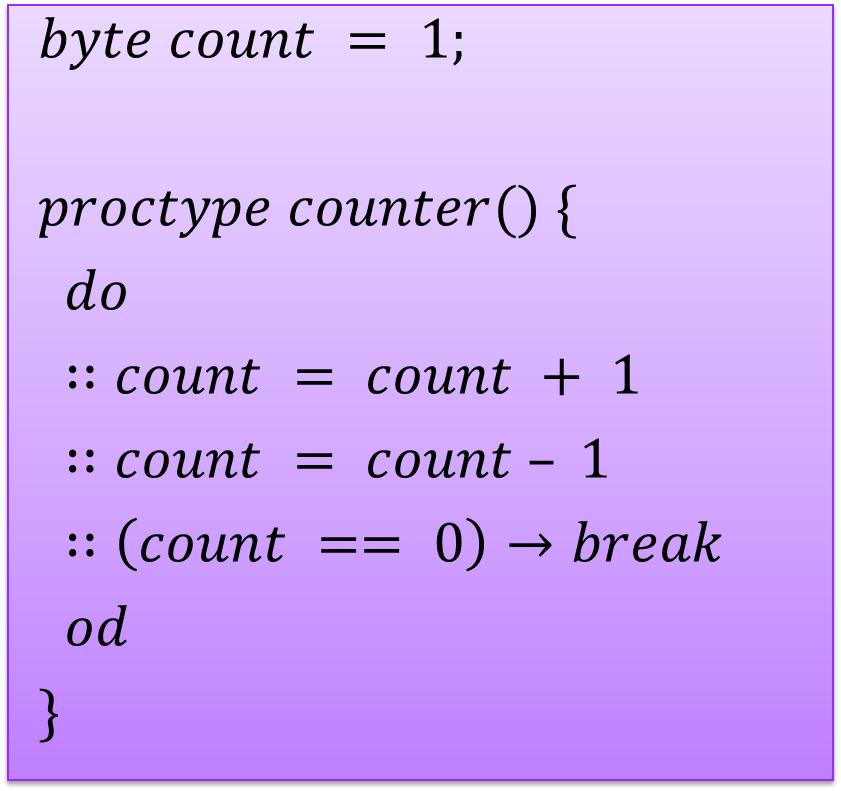 byte count = 1;
proctype counter() {
do
:: count = count + 1
:: count = count – 1
:: (count == 0) → break
od
}